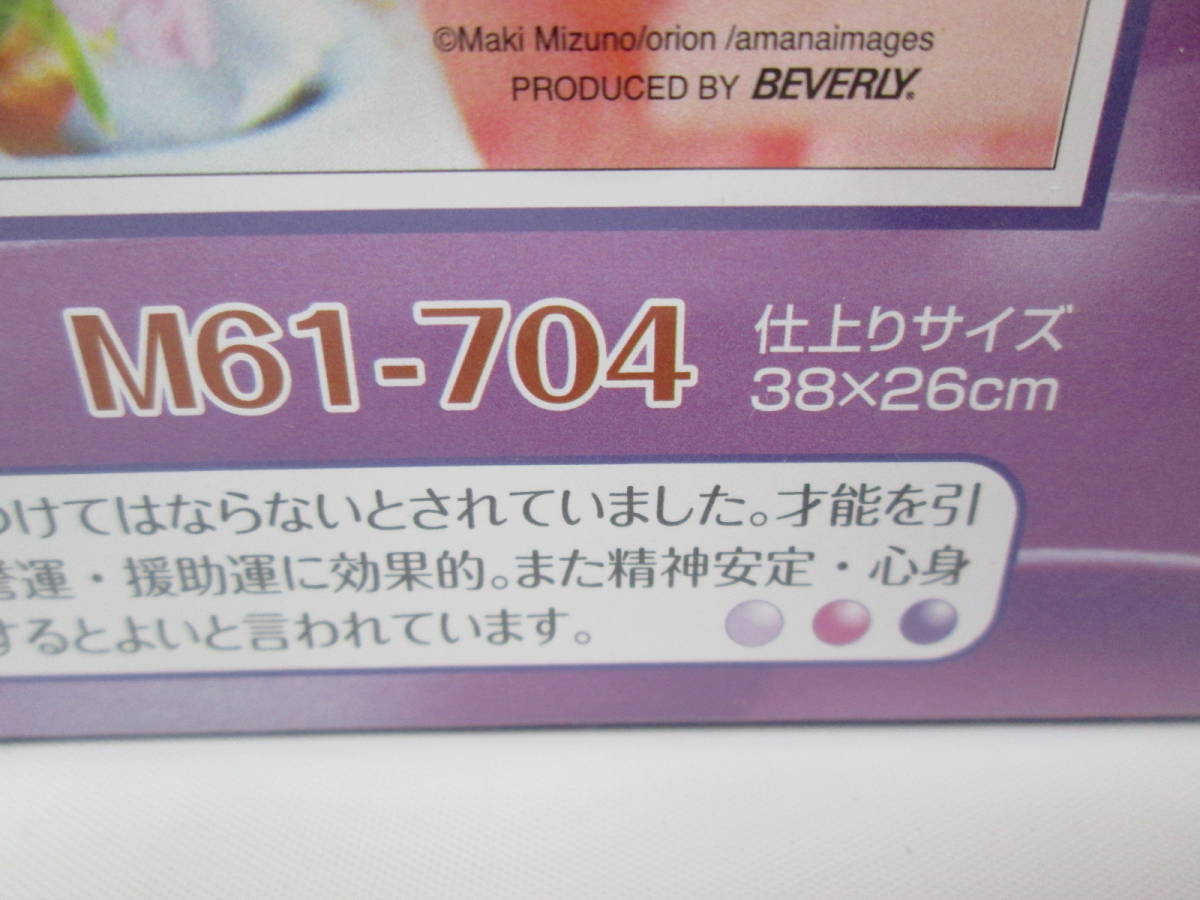 ©Maki Mizuno/orion /amanaimages
PRODUCED BY BEVERLY®
M61-704
仕上りサイズ
38×26cm
つけてはならないとされていました。才能を引
誉運・援助運に効果的。また精神安定・心身
するとよいと言われています。